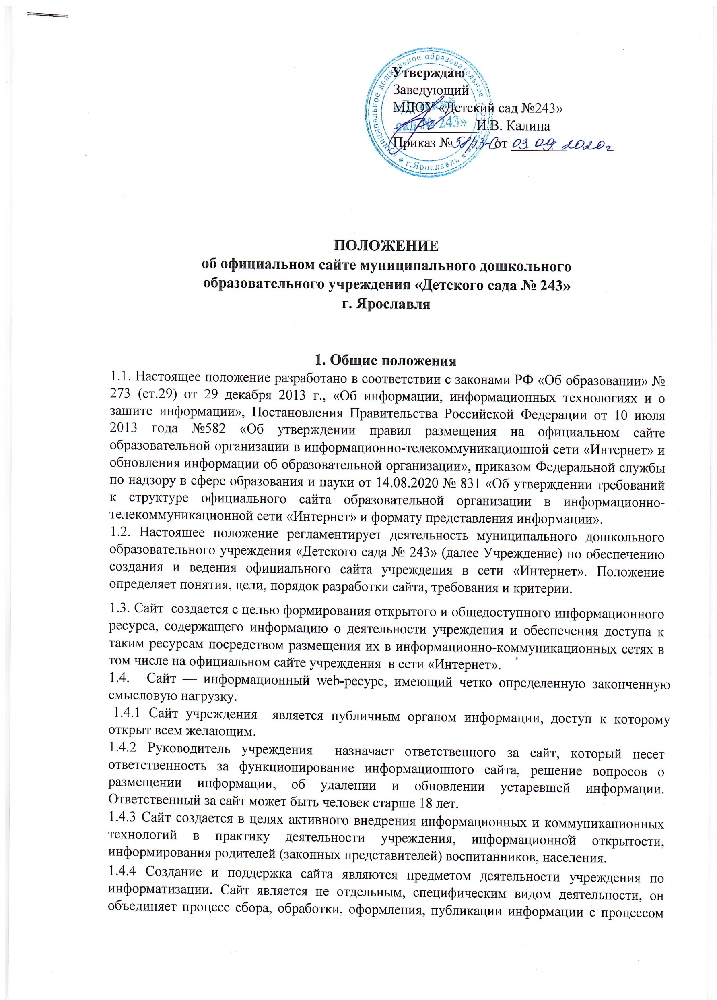 Утверждаю
Заведующий
МДОУ «Детский сад №243»
____________И.В. Калина
Приказ № от 03 09. 2020г.
муниципальное дошкольное образовательное учреждение * г.Ярославль *
«Детский
сад № 243»
ПОЛОЖЕНИЕ
об официальном сайте муниципального дошкольного
образовательного учреждения «Детского сада № 243»
г. Ярославля
1. Общие положения
1.1. Настоящее положение разработано в соответствии с законами РФ «Об образовании» №
273 (ст.29) от 29 декабря 2013 г., «Об информации, информационных технологиях и о
защите информации», Постановления Правительства Российской Федерации от 10 июля
2013 года №582 «Об утверждении правил размещения на официальном сайте
образовательной организации в информационно-телекоммуникационной сети «Интернет» и
обновления информации об образовательной организации», приказом Федеральной службы
по надзору в сфере образования и науки от 14.08.2020 № 831 «Об утверждении требований
к структуре официального сайта образовательной организации в информационно-
телекоммуникационной сети «Интернет» и формату представления информации».
1.2. Настоящее положение регламентирует деятельность муниципального дошкольного
образовательного учреждения «Детского сада № 243» (далее Учреждение) по обеспечению
создания и ведения официального сайта учреждения в сети «Интернет». Положение
определяет понятия, цели, порядок разработки сайта, требования и критерии.
1.3. Сайт создается с целью формирования открытого и общедоступного информационного
ресурса, содержащего информацию о деятельности учреждения и обеспечения доступа к
таким ресурсам посредством размещения их в информационно-коммуникационных сетях в
том числе на официальном сайте учреждения в сети «Интернет».
1.4. Сайт — информационный web-ресурс, имеющий четко определенную законченную
смысловую нагрузку.
1.4.1 Сайт учреждения является публичным органом информации, доступ к которому
открыт всем желающим.
1.4.2 Руководитель учреждения назначает ответственного за сайт, который несет
ответственность за функционирование информационного сайта, решение вопросов о
размещении информации, об удалении и обновлении устаревшей информации.
Ответственный за сайт может быть человек старше 18 лет.
1.4.3 Сайт создается в целях активного внедрения информационных и коммуникационных
технологий в практику деятельности учреждения, информационной открытости,
информирования родителей (законных представителей) воспитанников, населения.
1.4.4 Создание и поддержка сайта являются предметом деятельности учреждения по
информатизации. Сайт является не отдельным, специфическим видом деятельности, он
объединяет процесс сбора, обработки, оформления, публикации информации с процессом